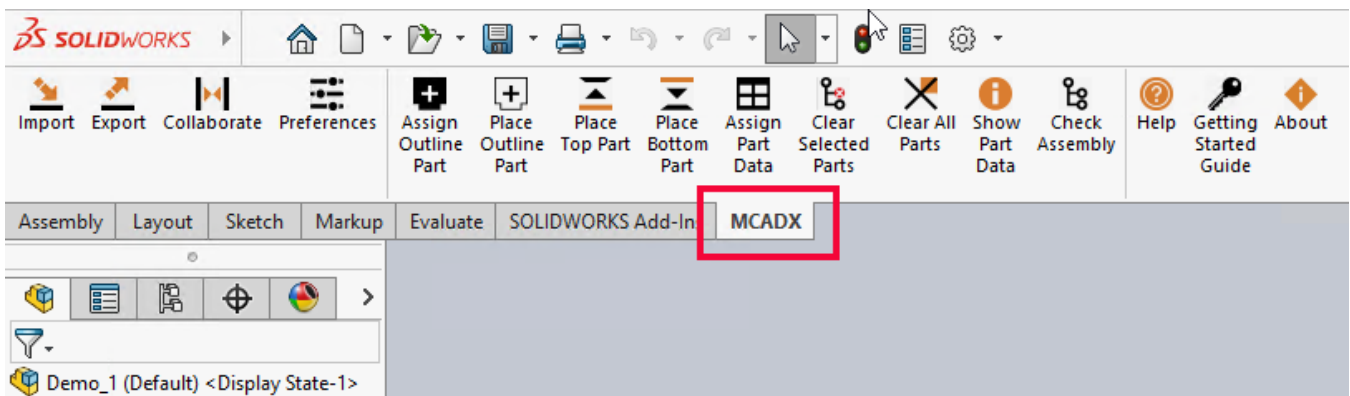 SOLIDWORKS
Import Export Collaborate Preferences Assign Place Place Place Assign Clear Clear All Show Check Help Getting About
Outline Outline Top Part Bottom Part Selected Parts Part Assembly Started
Part Part Part Data Parts Data Guide
Assembly Layout Sketch Markup Evaluate SOLIDWORKS MCADX
Demo_1 (Default) <Display State-1>